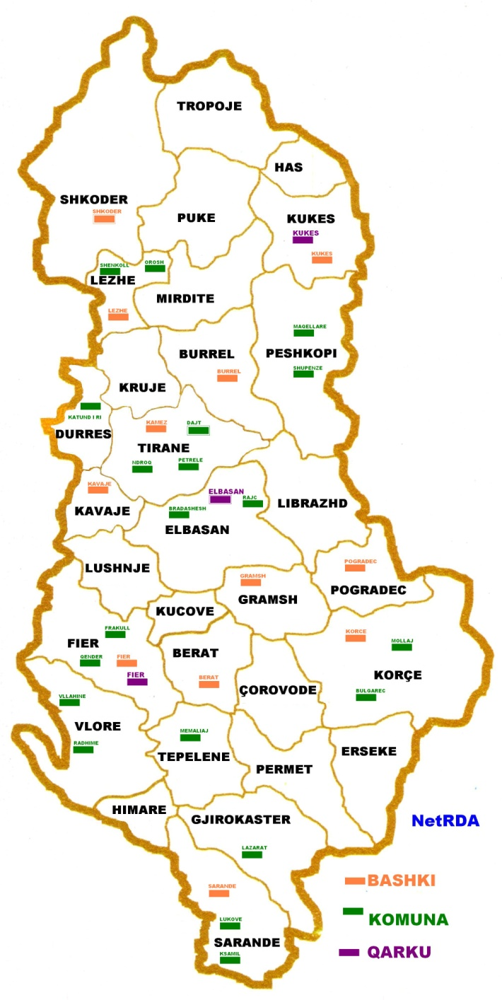 TROPOJE
HAS
SHKODER
SHKODER
PUKE
KUKES
KUKES
KUKES
SHENKOLL
OROSH
LEZHE
LEZHE
MIRDITE
MAQELLARE
PESHKOPI
SHUPENZE
BURREL
BURREL
KRUJE
KATUND I RI
DURRES
KAMEZ
DAJT
TIRANE
NDROQ
PETRELE
KAVAJE
KAVAJE
ELBASAN
RAJC
BRADASHESH
ELBASAN
LIBRAZHD
LUSHNJE
POGRADEC
POGRADEC
GRAMSH
GRAMSH
KUCOVE
FRAKULL
FIER
QENDER
FIER
FIER
BERAT
BERAT
KORCE
MOLLAJ
KORÇE
BULGAREC
ÇOROVODE
VLLAHINE
VLORE
RADHIME
MEMALIAJ
TEPELENE
PERMET
ERSEKE
HIMARE
GJIROKASTER
LAZARAT
NetRDA
SARANDE
LUKOVE
SARANDE
KSAMIL
BASHKI
KOMUNA
QARKU